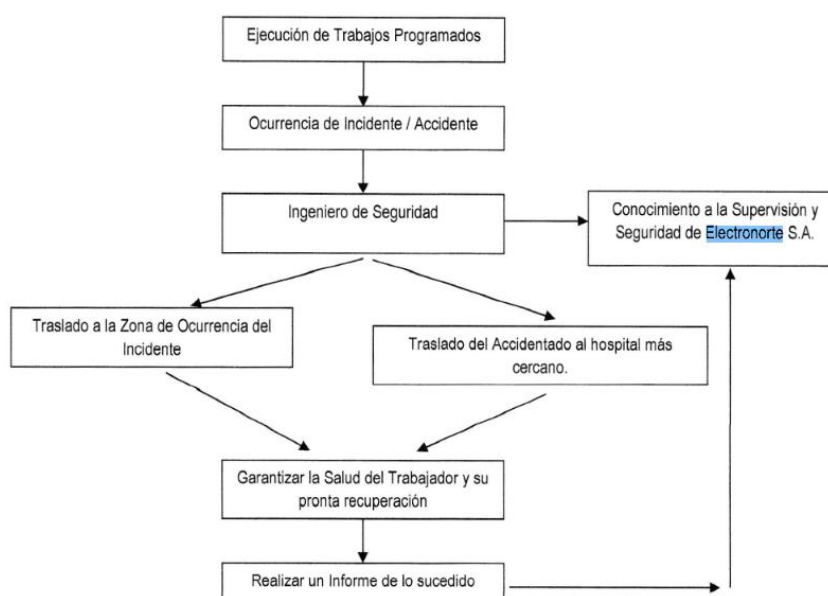 Ejecución de Trabajos Programados
Ocurrencia de Incidente / Accidente
Ingeniero de Seguridad
Conocimiento a la Supervisión y
Seguridad de Electronorte S.A.
Traslado a la Zona de Ocurrencia del
Incidente
Traslado del Accidentado al hospital más
cercano.
Garantizar la Salud del Trabajador y su
pronta recuperación
Realizar un Informe de lo sucedido